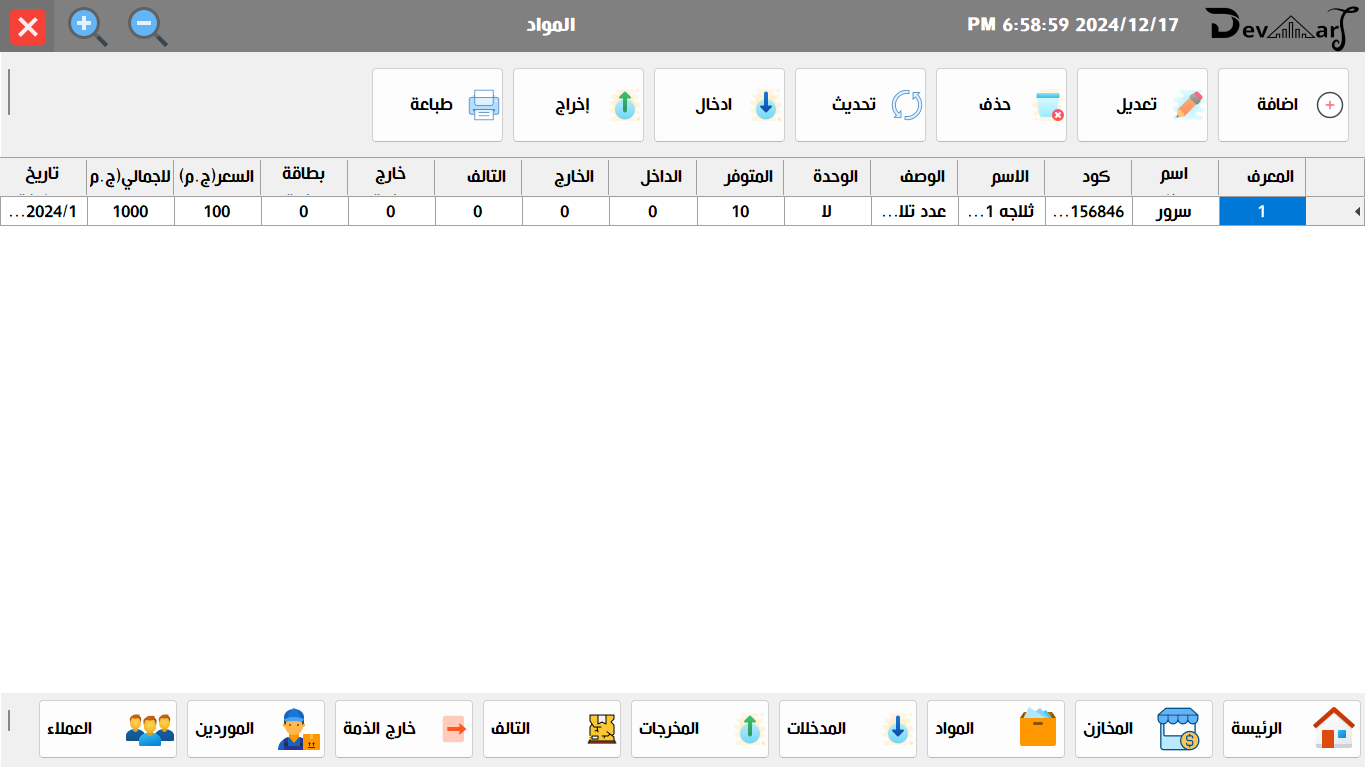 Devmart
المواد
2024/12/17 6:58:59 PM
اضافة
تعديل
حذف
تحديث
ادخال
إخراج
طباعة
المعرف
اسم
كود
الاسم
الوصف
الوحدة
المتوفر
الداخل
الخارج
التالف
خارج
بطاقة
السعر(ج.م)
لاجمالي(ج.م
تاريخ
1
سرور
156846...
ثلاجه 1...
عدد تلا...
لا
10
0
0
0
0
0
100
1000
2024/1...
الرئيسة
المخازن
المواد
المدخلات
المخرجات
التالف
خارج الذمة
الموردين
العملاء